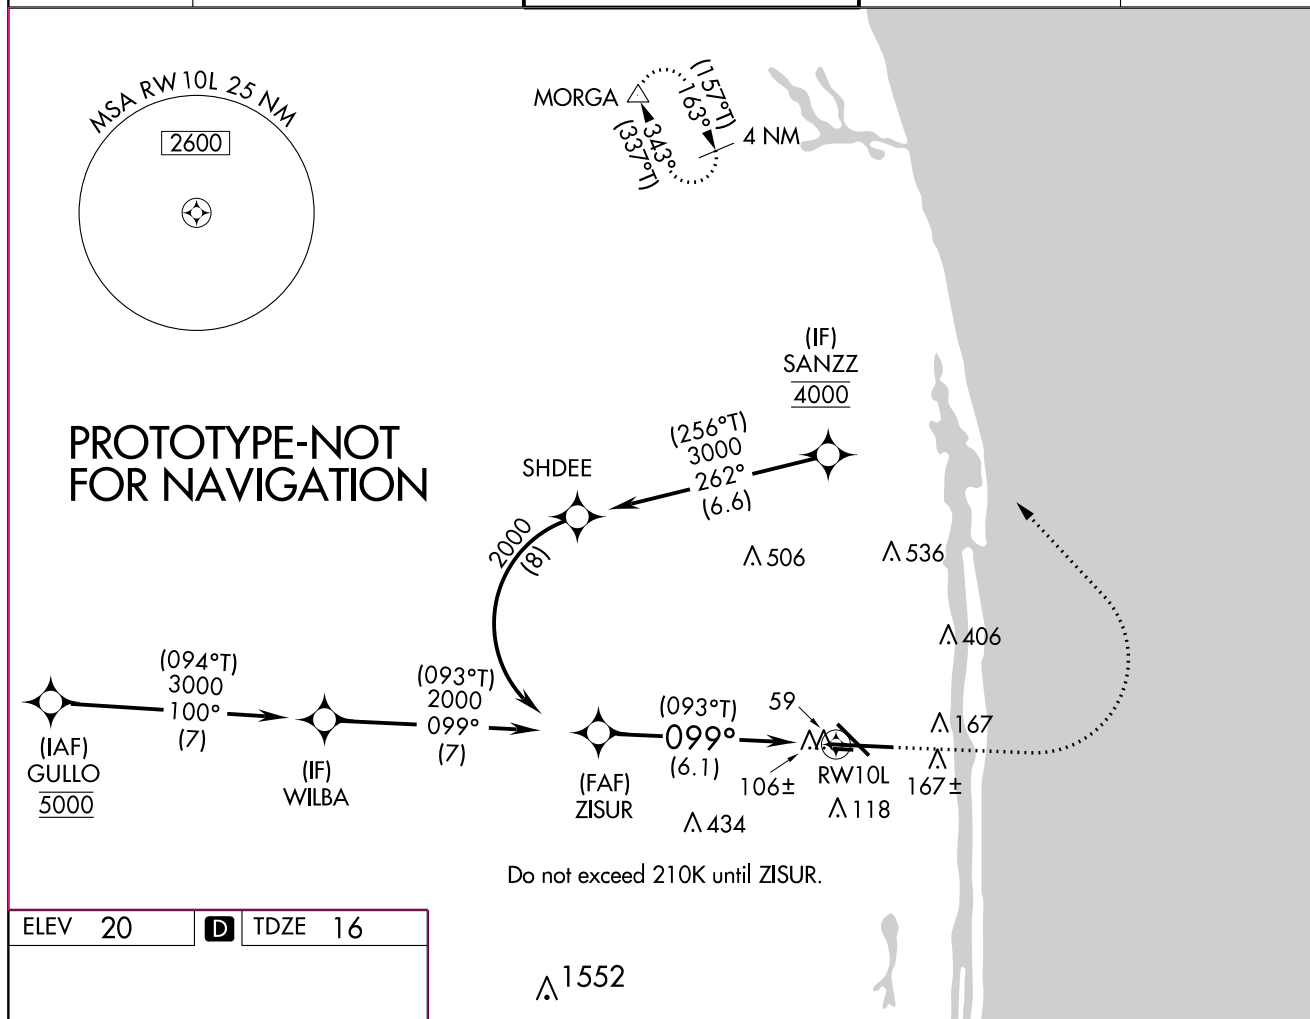 MSA RW 10L 25 NM
2600
MORGA
(157°T)
163°
343°
(337°T)
4 NM
(IF)
SANZZ
4000
PROTOTYPE-NOT
FOR NAVIGATION
(256°T)
3000
262°
(6.6)
SHDEE
2000
(8)
506
536
406
(094°T)
3000
100°
(7)
(093°T)
2000
099°
(7)
(093°T)
099°
(6.1)
59
167
(IAF)
GULLO
5000
(IF)
WILBA
(FAF)
ZISUR
106±
RW10L
167±
118
434
Do not exceed 210K until ZISUR.
ELEV 20 D TDZE 16
1552